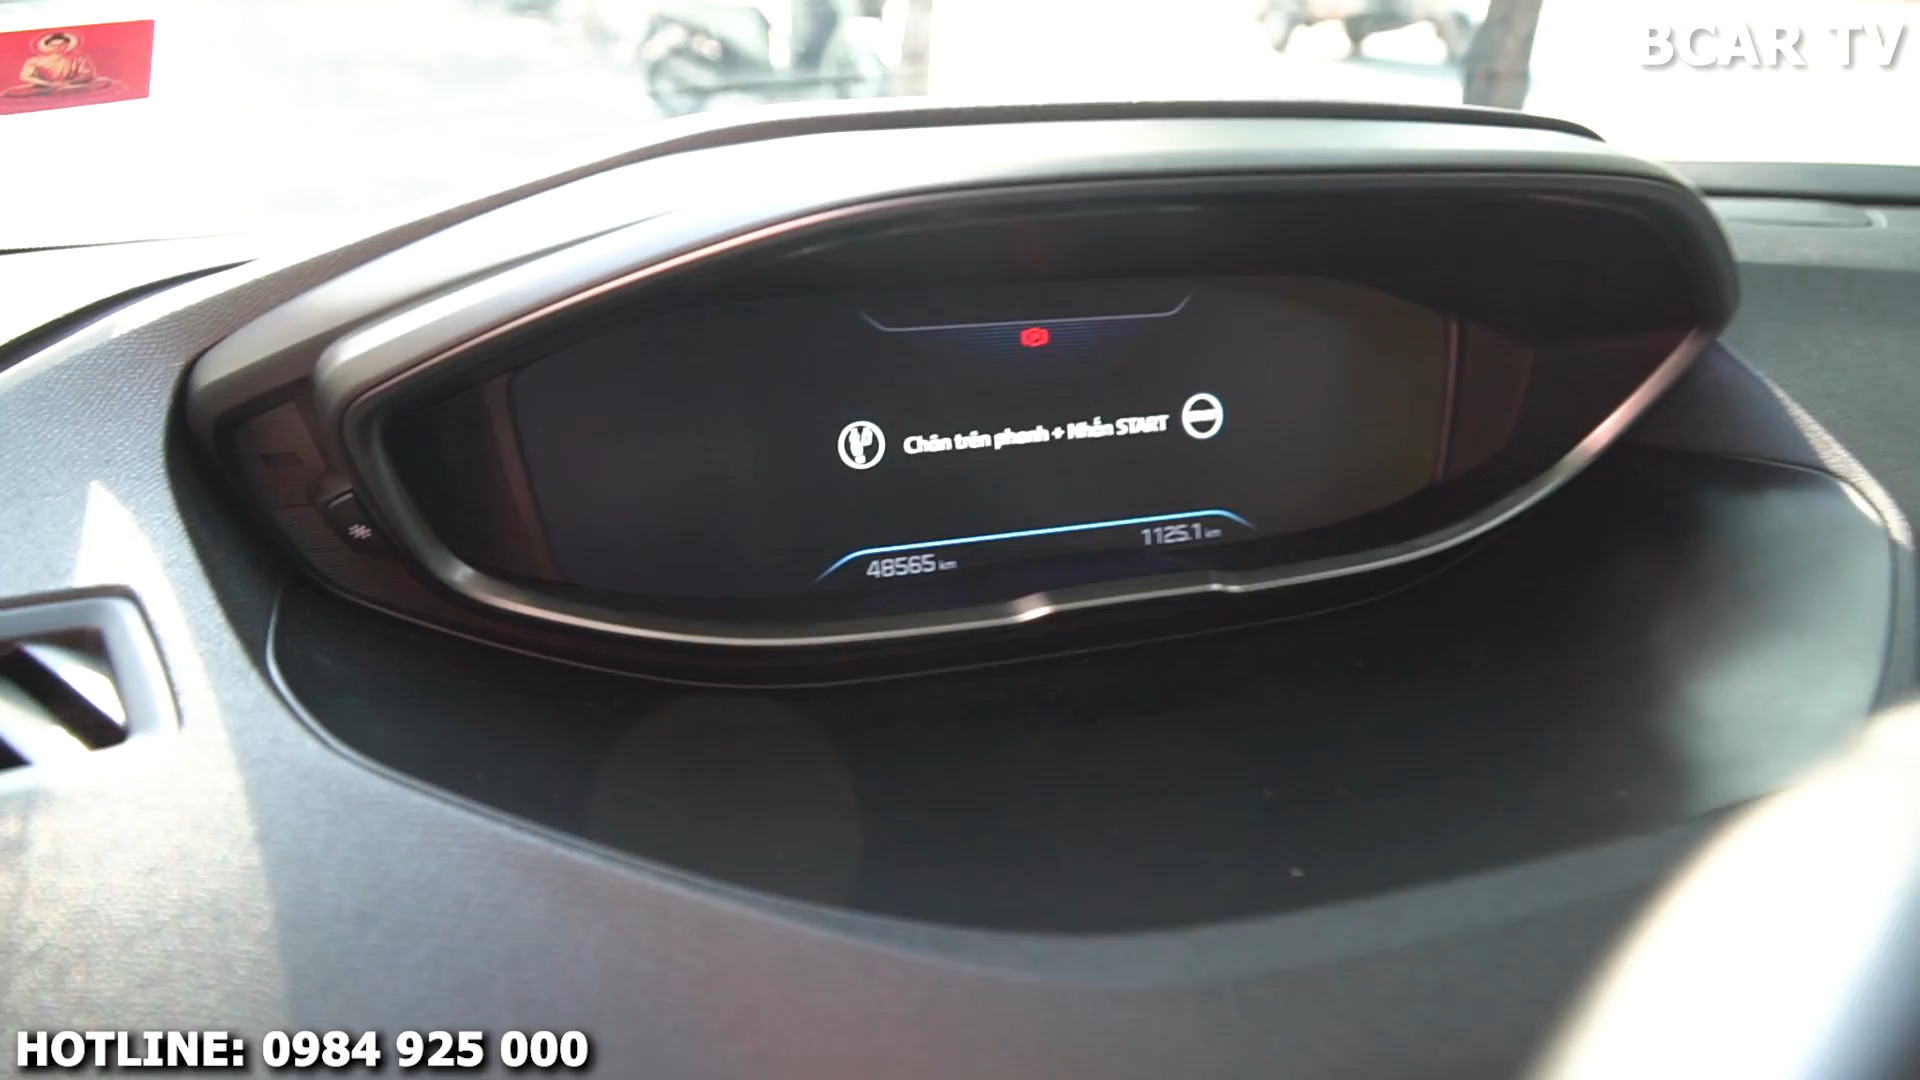 BCAR TV
Chân trên phanh + Nhấn START
48565 km
1125.1 km
HOTLINE: 0984 925 000